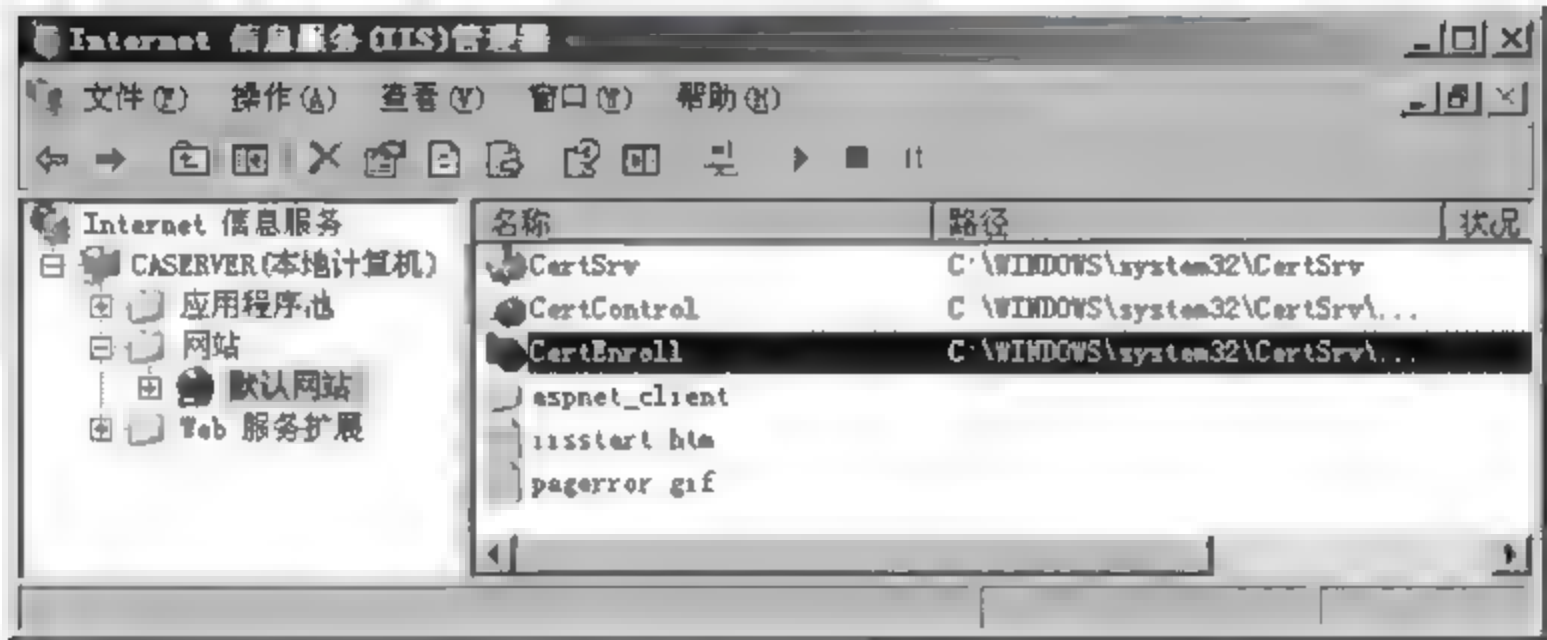 Internet 信息服务(IIS)管理器
文件(F) 操作(A) 查看(V) 窗口(W) 帮助(H)
Internet 信息服务
CASERVER(本地计算机)
应用程序池
网站
默认网站
Web 服务扩展
名称 路径 状况
CertSrv C:\WINDOWS\system32\CertSrv
CertControl C:\WINDOWS\system32\CertSrv\...
CertEnroll C:\WINDOWS\system32\CertSrv\...
aspnet_client
iisstart.htm
pagerror.gif